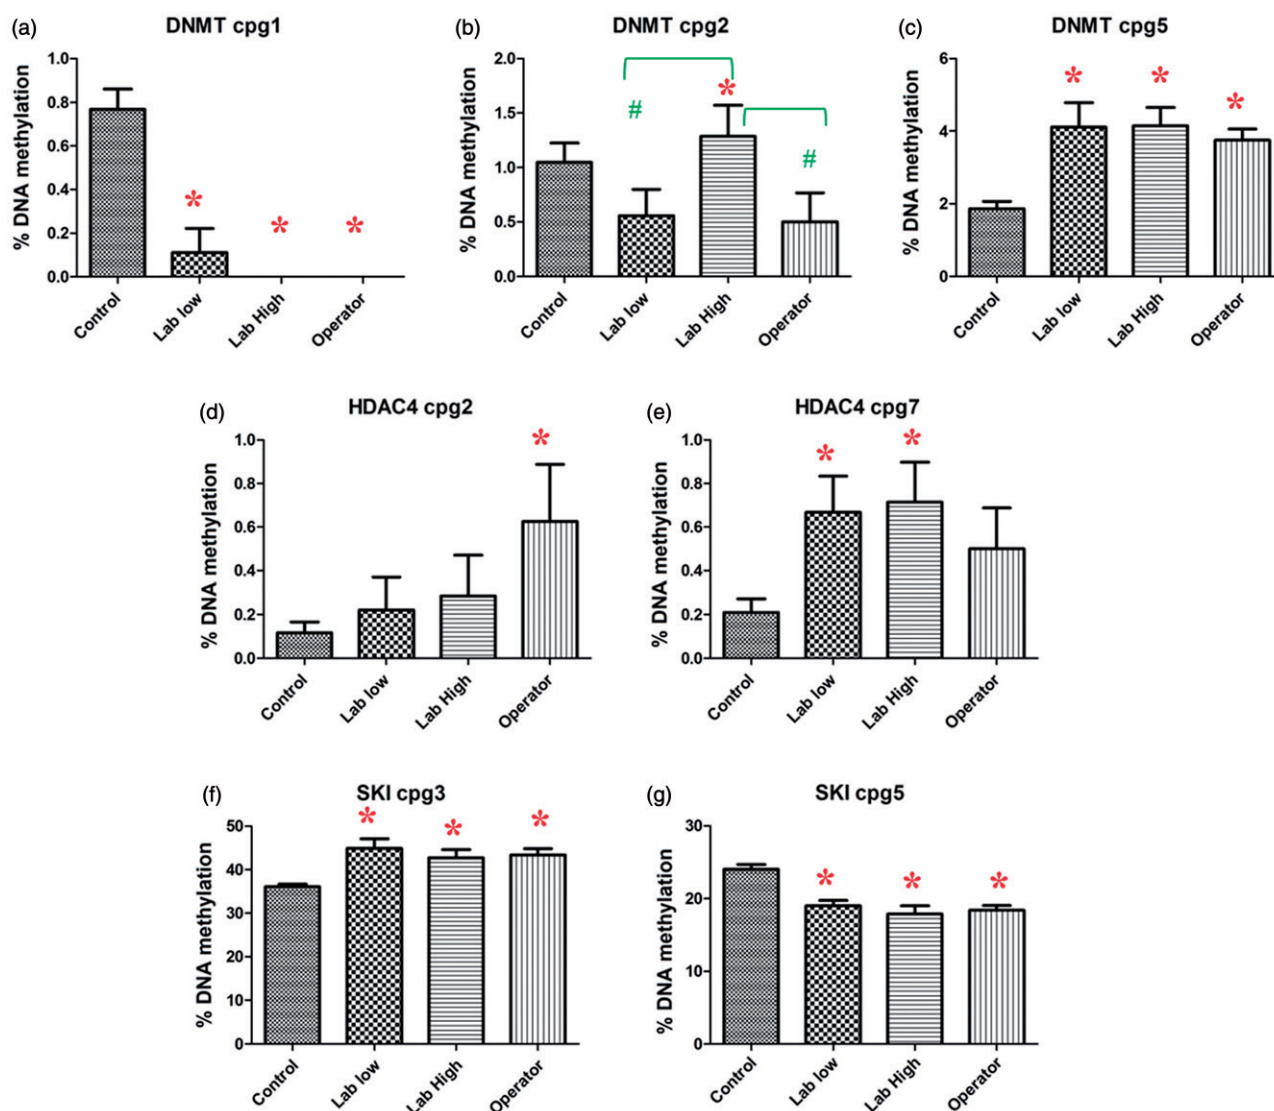 (a) DNMT cpg1
% DNA methylation
1.0
0.8
0.6
0.4
0.2
0.0
*
*
*
Control
Lab low
Lab High
Operator
(b) DNMT cpg2
% DNA methylation
2.0
1.5
1.0
0.5
0.0
#
*
#
Control
Lab low
Lab High
Operator
(c) DNMT cpg5
% DNA methylation
6
4
2
0
*
*
*
Control
Lab low
Lab High
Operator
(d) HDAC4 cpg2
% DNA methylation
1.0
0.8
0.6
0.4
0.2
0.0
*
Control
Lab low
Lab High
Operator
(e) HDAC4 cpg7
% DNA methylation
1.0
0.8
0.6
0.4
0.2
0.0
*
*
Control
Lab low
Lab High
Operator
(f) SKI cpg3
% DNA methylation
50
40
30
20
10
0
*
*
*
Control
Lab low
Lab High
Operator
(g) SKI cpg5
% DNA methylation
30
20
10
0
*
*
*
Control
Lab low
Lab High
Operator